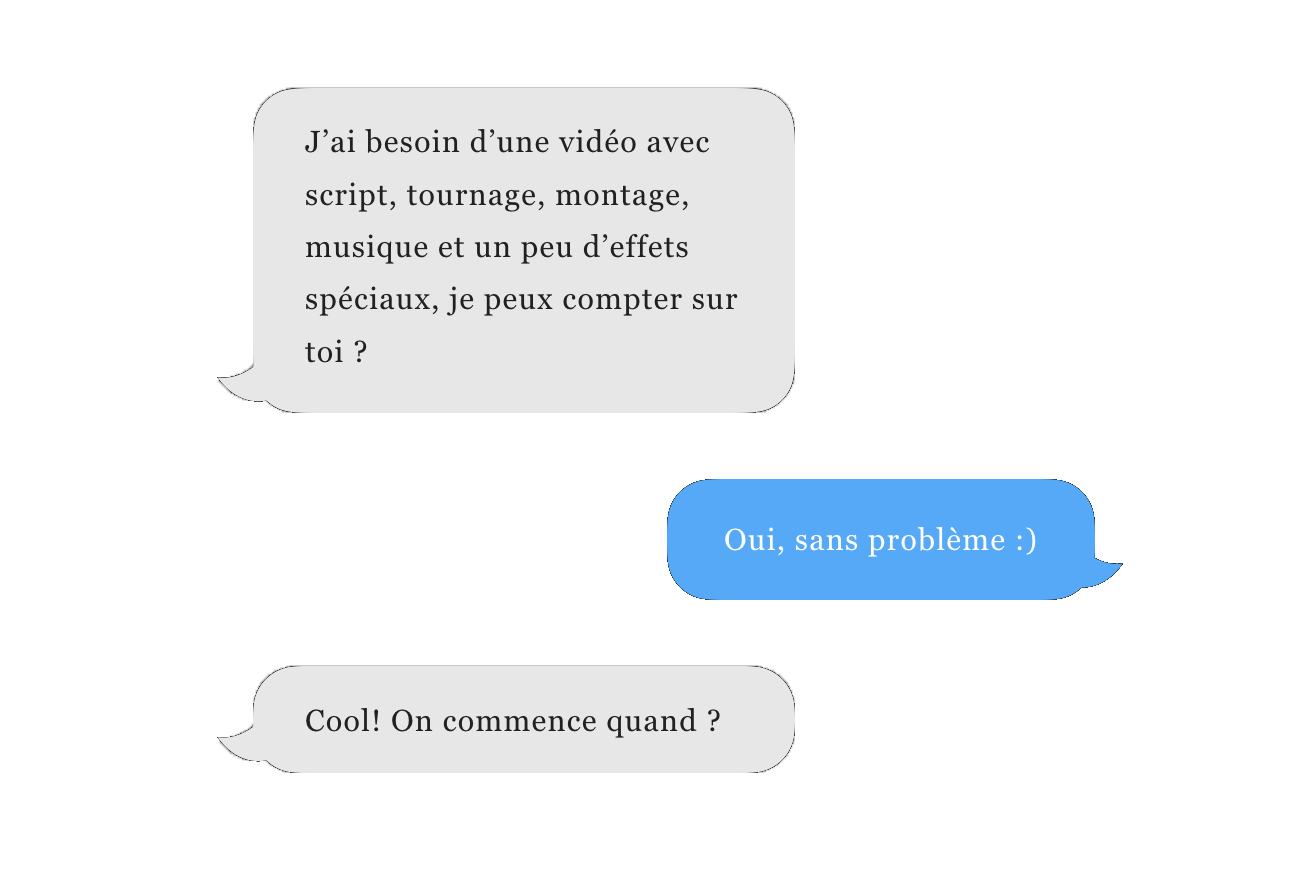 J’ai besoin d’une vidéo avec
script, tournage, montage,
musique et un peu d’effets
spéciaux, je peux compter sur
toi ?
Oui, sans problème :)
Cool! On commence quand ?